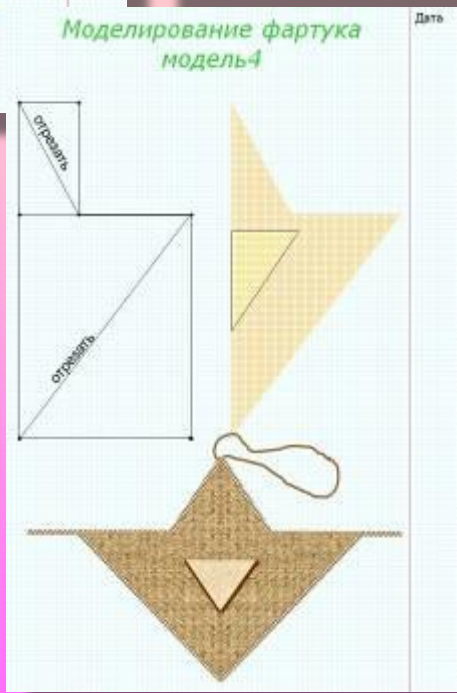 Моделирование фартука
модель4
Дата
отрезать
отрезать